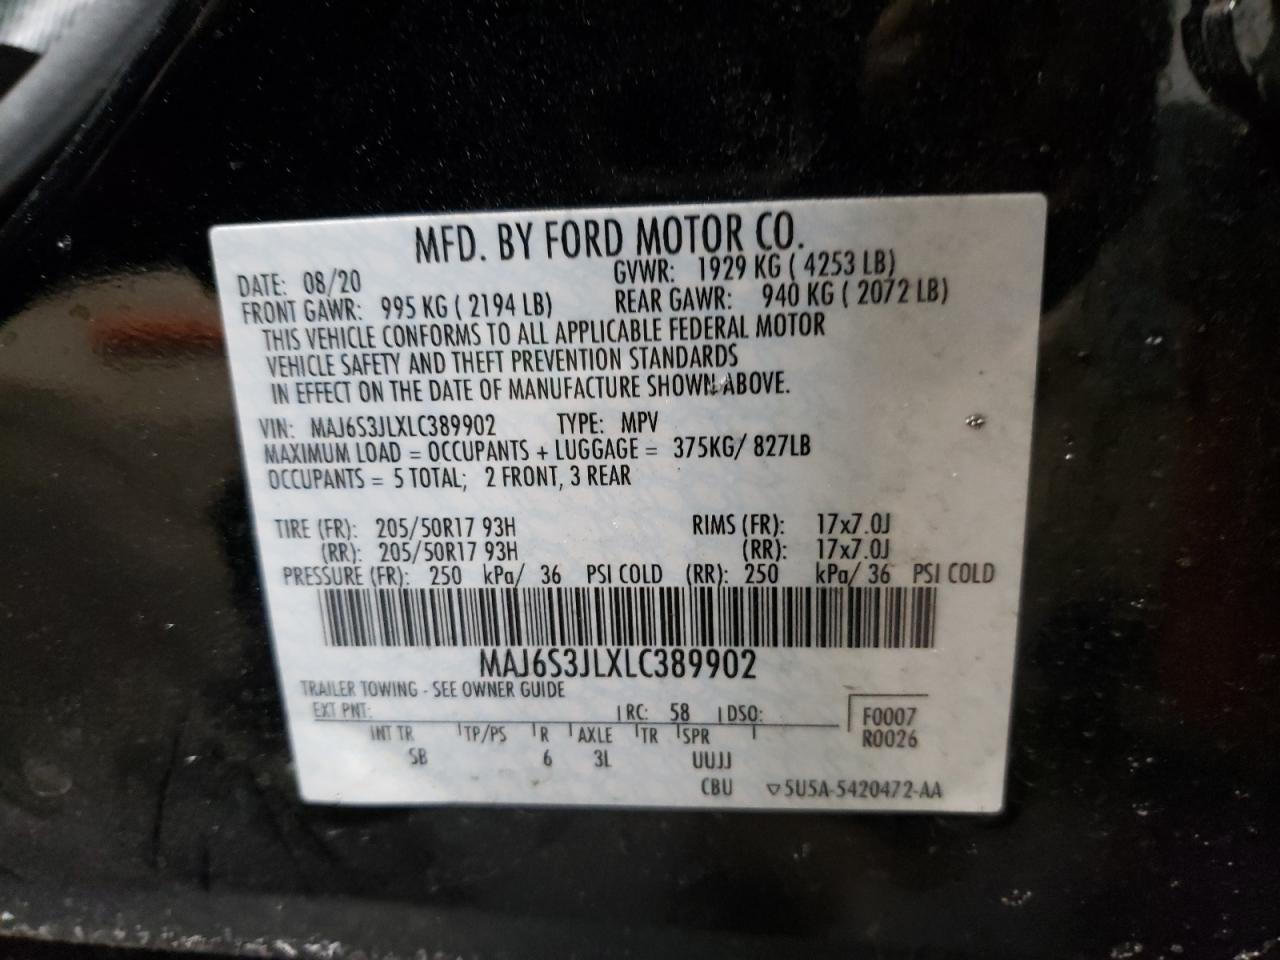 MFD. BY FORD MOTOR CO.
DATE: 08/20 GVWR: 1929 KG ( 4253 LB)
FRONT GAWR: 995 KG ( 2194 LB) REAR GAWR: 940 KG ( 2072 LB)
THIS VEHICLE CONFORMS TO ALL APPLICABLE FEDERAL MOTOR
VEHICLE SAFETY AND THEFT PREVENTION STANDARDS
IN EFFECT ON THE DATE OF MANUFACTURE SHOWN ABOVE.
VIN: MAJ6S3JLXLC389902 TYPE: MPV
MAXIMUM LOAD = OCCUPANTS + LUGGAGE = 375KG/ 827LB
OCCUPANTS = 5 TOTAL; 2 FRONT, 3 REAR
TIRE (FR): 205/50R17 93H RIMS (FR): 17x7.0J
(RR): 205/50R17 93H (RR): 17x7.0J
PRESSURE (FR): 250 kPa/ 36 PSI COLD (RR): 250 kPa/ 36 PSI COLD
MAJ6S3JLXLC389902
TRAILER TOWING - SEE OWNER GUIDE
EXT PNT: RC: 58 DSO: F0007
INT TR TP/PS R AXLE TR SPR R0026
SB 6 3L UUJJ
CBU ▽5U5A-5420472-AA